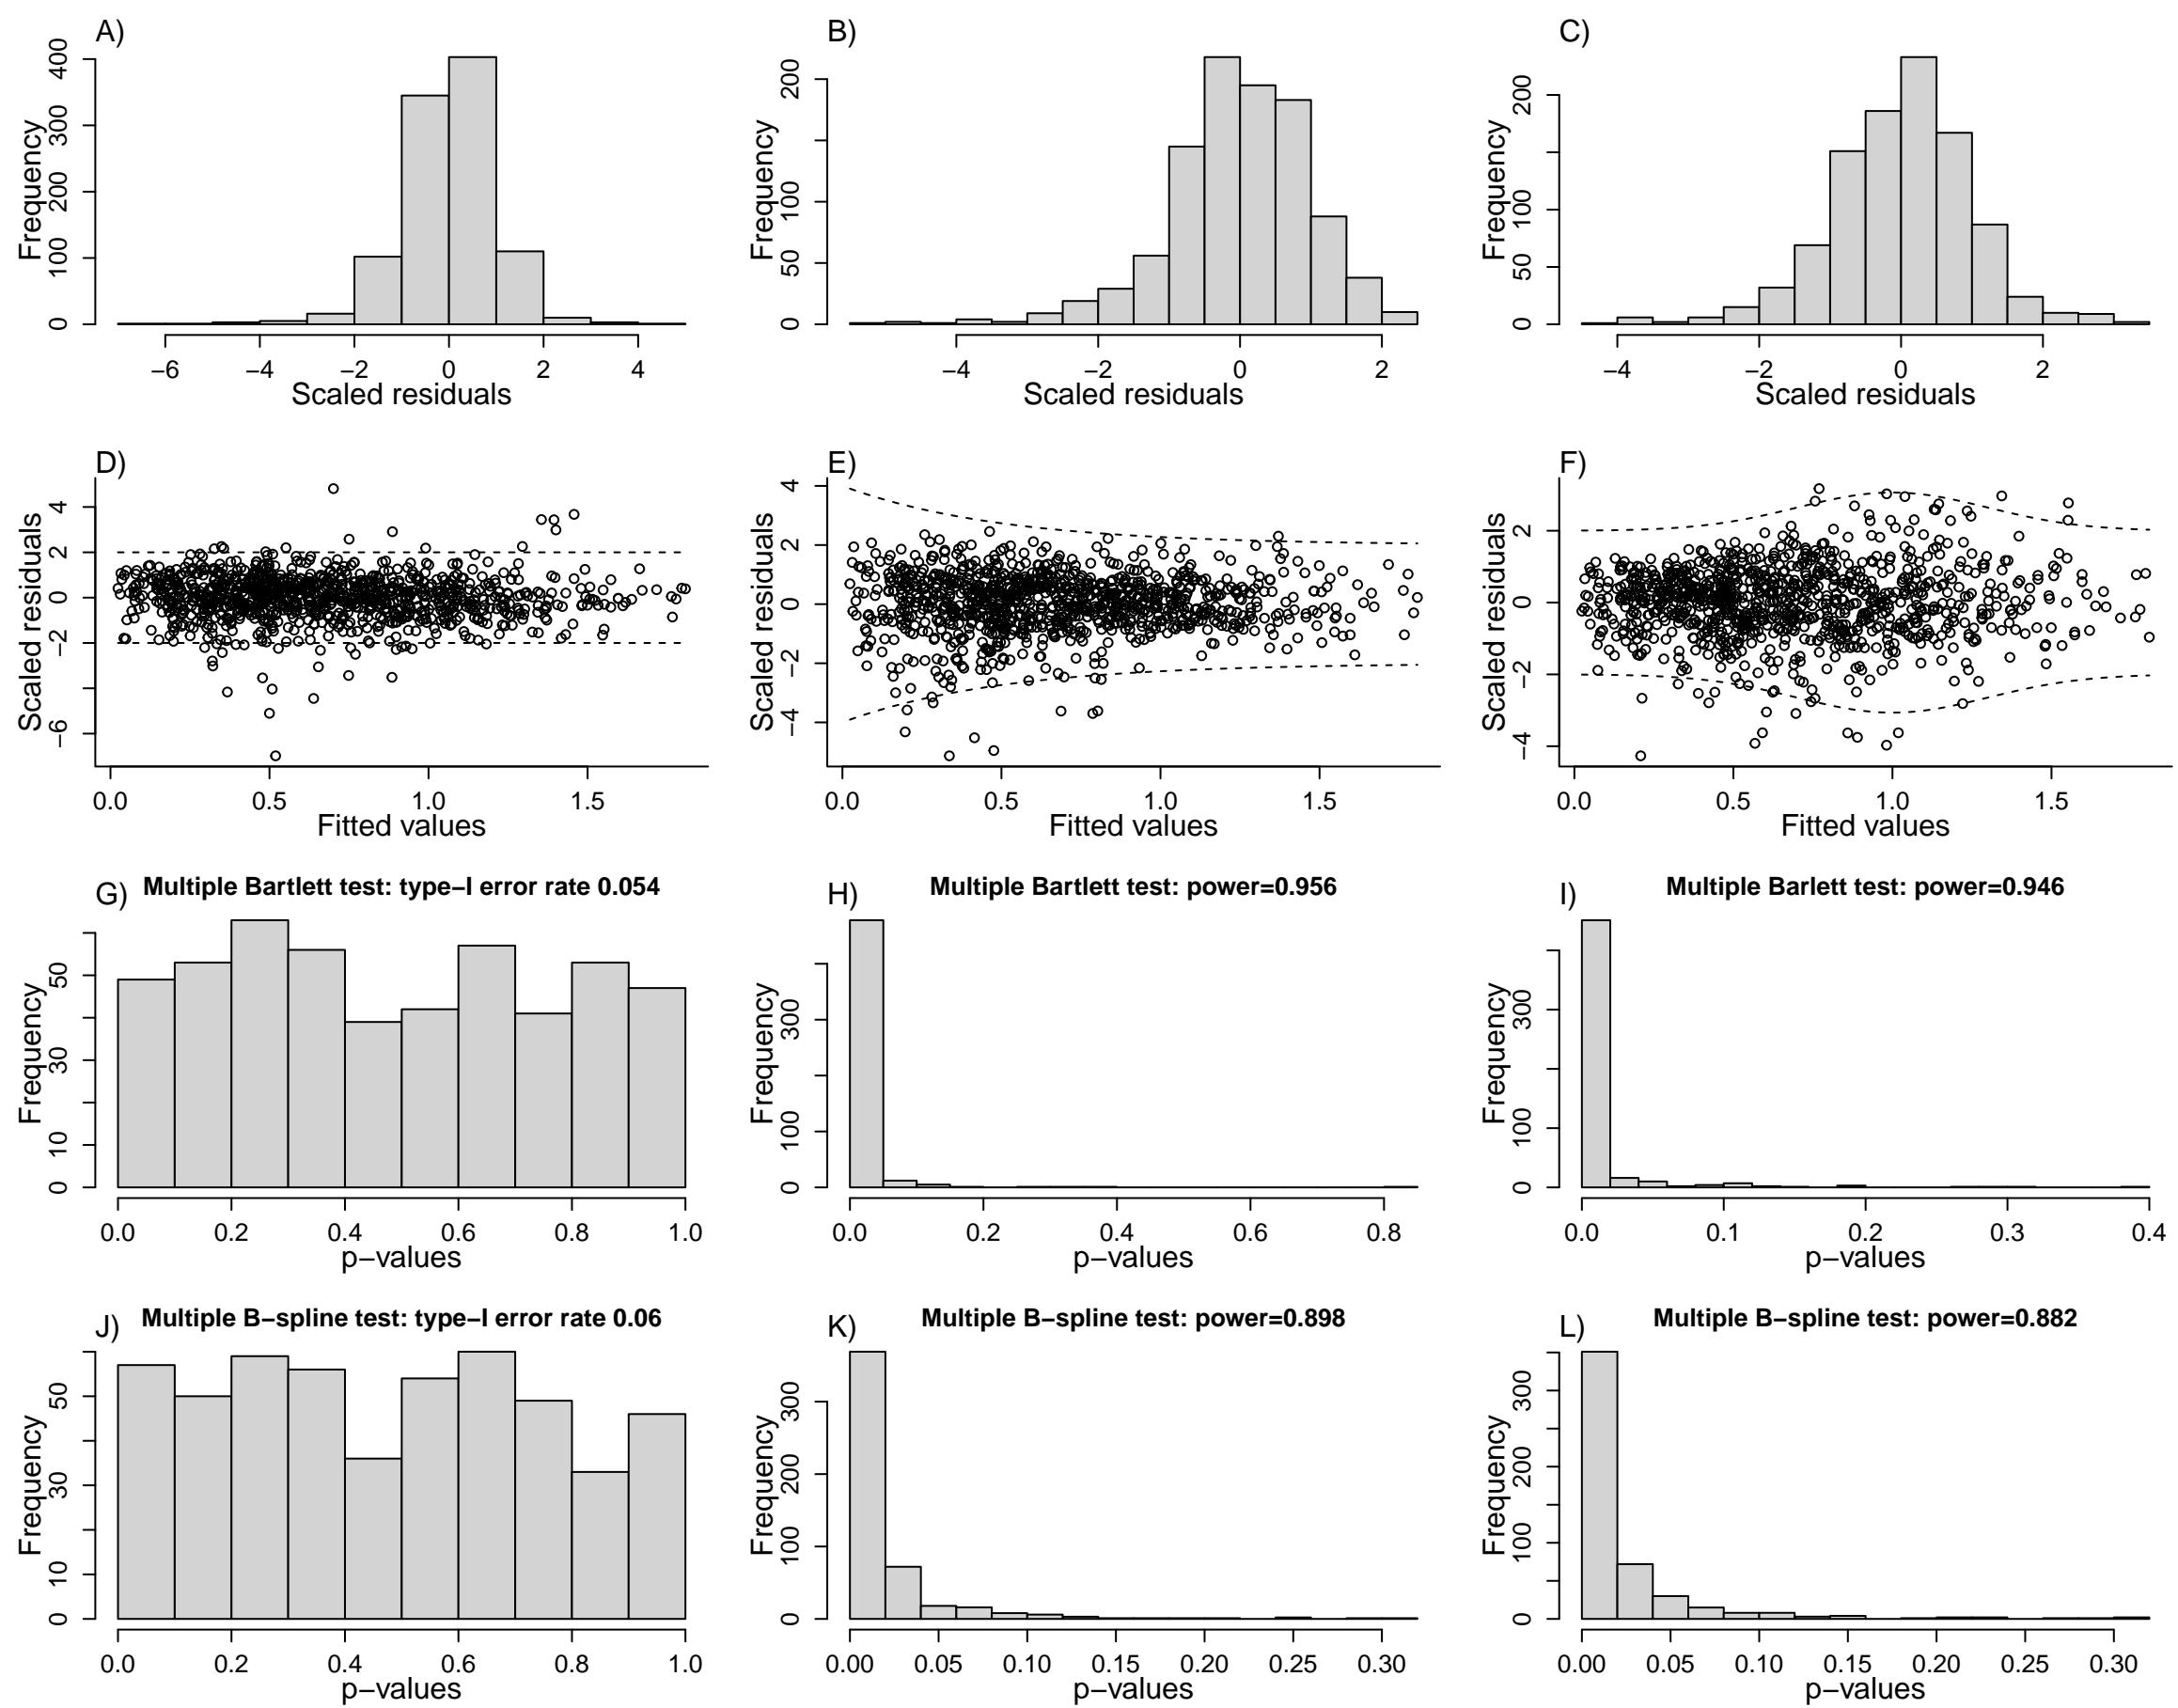 A)
B)
C)
Frequency
0 100 200 300 400
−6 −4 −2 0 2 4
Scaled residuals
Frequency
0 50 100 200
−4 −2 0 2
Scaled residuals
Frequency
0 50 100 200
−4 −2 0 2
Scaled residuals
D)
E)
F)
Scaled residuals
−6 −2 0 2 4
0.0 0.5 1.0 1.5
Fitted values
Scaled residuals
−4 −2 0 2 4
0.0 0.5 1.0 1.5
Fitted values
Scaled residuals
−4 −2 0 2
0.0 0.5 1.0 1.5
Fitted values
G)
Multiple Bartlett test: type−I error rate 0.054
Frequency
0 10 30 50
0.0 0.2 0.4 0.6 0.8 1.0
p−values
H)
Multiple Bartlett test: power=0.956
Frequency
0 100 300
0.0 0.2 0.4 0.6 0.8
p−values
I)
Multiple Barlett test: power=0.946
Frequency
0 100 300
0.0 0.1 0.2 0.3 0.4
p−values
J)
Multiple B−spline test: type−I error rate 0.06
Frequency
0 10 30 50
0.0 0.2 0.4 0.6 0.8 1.0
p−values
K)
Multiple B−spline test: power=0.898
Frequency
0 100 200 300
0.00 0.05 0.10 0.15 0.20 0.25 0.30
p−values
L)
Multiple B−spline test: power=0.882
Frequency
0 100 200 300
0.00 0.05 0.10 0.15 0.20 0.25 0.30
p−values